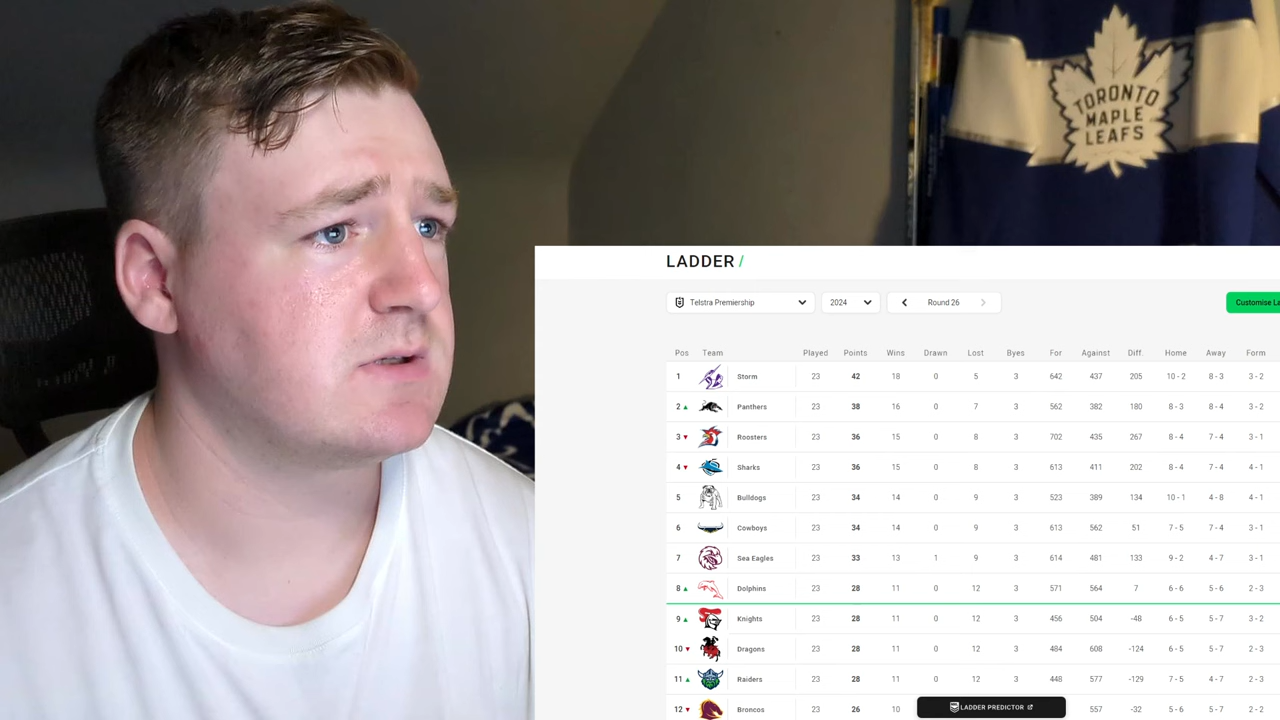 TORONTO
MAPLE
LEAFS
LADDER /
Telstra Premiership 2024 Round 26 Customise La
Pos Team Played Points Wins Drawn Lost Byes For Against Diff. Home Away Form
1 Storm 23 42 18 0 5 3 642 437 205 10 - 2 8 - 3 3 - 2
2 Panthers 23 38 16 0 7 3 562 382 180 8 - 3 8 - 4 3 - 2
3 Roosters 23 36 15 0 8 3 702 435 267 8 - 4 7 - 4 3 - 1
4 Sharks 23 36 15 0 8 3 613 411 202 8 - 4 7 - 4 4 - 1
5 Bulldogs 23 34 14 0 9 3 523 389 134 10 - 1 4 - 8 4 - 1
6 Cowboys 23 34 14 0 9 3 613 562 51 7 - 5 7 - 4 3 - 1
7 Sea Eagles 23 33 13 1 9 3 614 481 133 9 - 2 4 - 7 3 - 1
8 Dolphins 23 28 11 0 12 3 571 564 7 6 - 6 5 - 6 2 - 3
9 Knights 23 28 11 0 12 3 456 504 -48 6 - 5 5 - 7 3 - 2
10 Dragons 23 28 11 0 12 3 484 608 -124 6 - 5 5 - 7 2 - 3
11 Raiders 23 28 11 0 12 3 448 577 -129 7 - 5 4 - 7 2 - 3
12 Broncos 23 26 10 557 -32 5 - 6 5 - 7 2 - 2
LADDER PREDICTOR